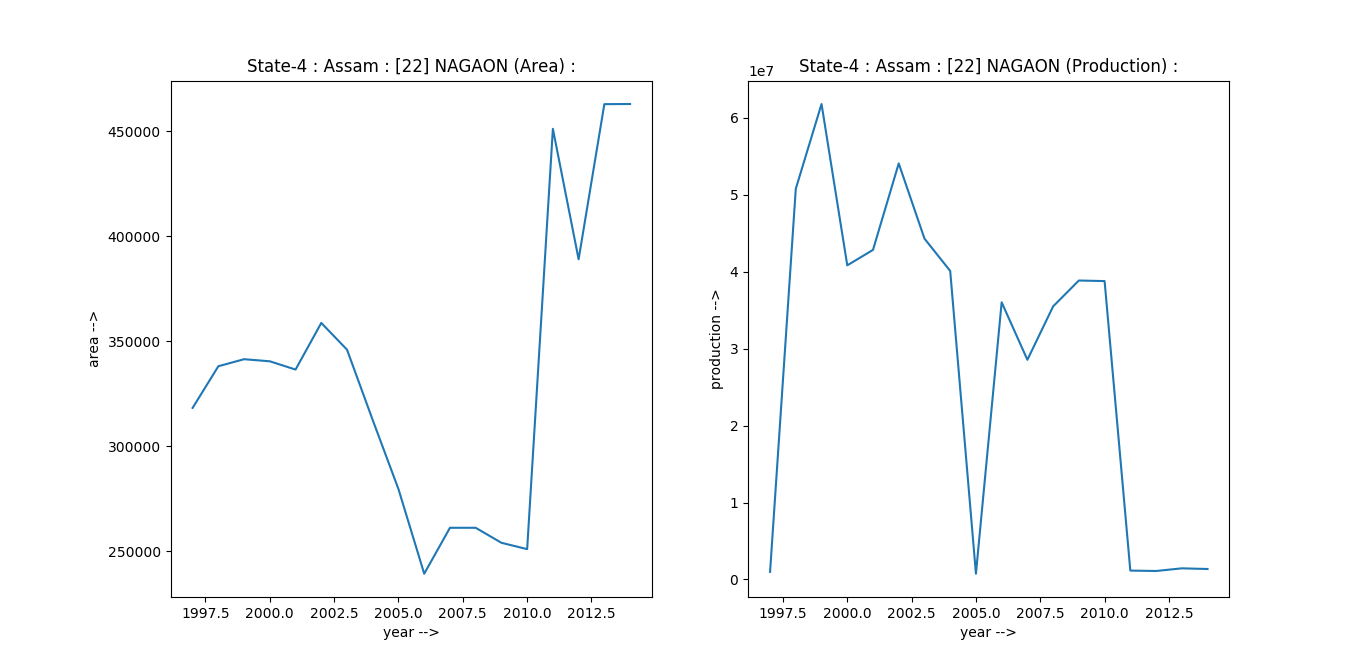 State-4 : Assam : [22] NAGAON (Area) :
450000
400000
350000
300000
250000
area -->
1997.5 2000.0 2002.5 2005.0 2007.5 2010.0 2012.5
year -->
State-4 : Assam : [22] NAGAON (Production) :
1e7
6
5
4
3
2
1
0
production -->
1997.5 2000.0 2002.5 2005.0 2007.5 2010.0 2012.5
year -->